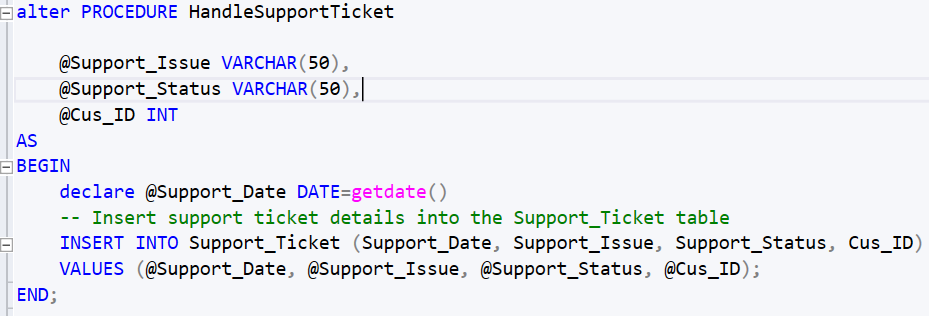 alter PROCEDURE HandleSupportTicket
@Support_Issue VARCHAR(50),
@Support_Status VARCHAR(50),
@Cus_ID INT
AS
BEGIN
declare @Support_Date DATE=getdate()
-- Insert support ticket details into the Support_Ticket table
INSERT INTO Support_Ticket (Support_Date, Support_Issue, Support_Status, Cus_ID)
VALUES (@Support_Date, @Support_Issue, @Support_Status, @Cus_ID);
END;